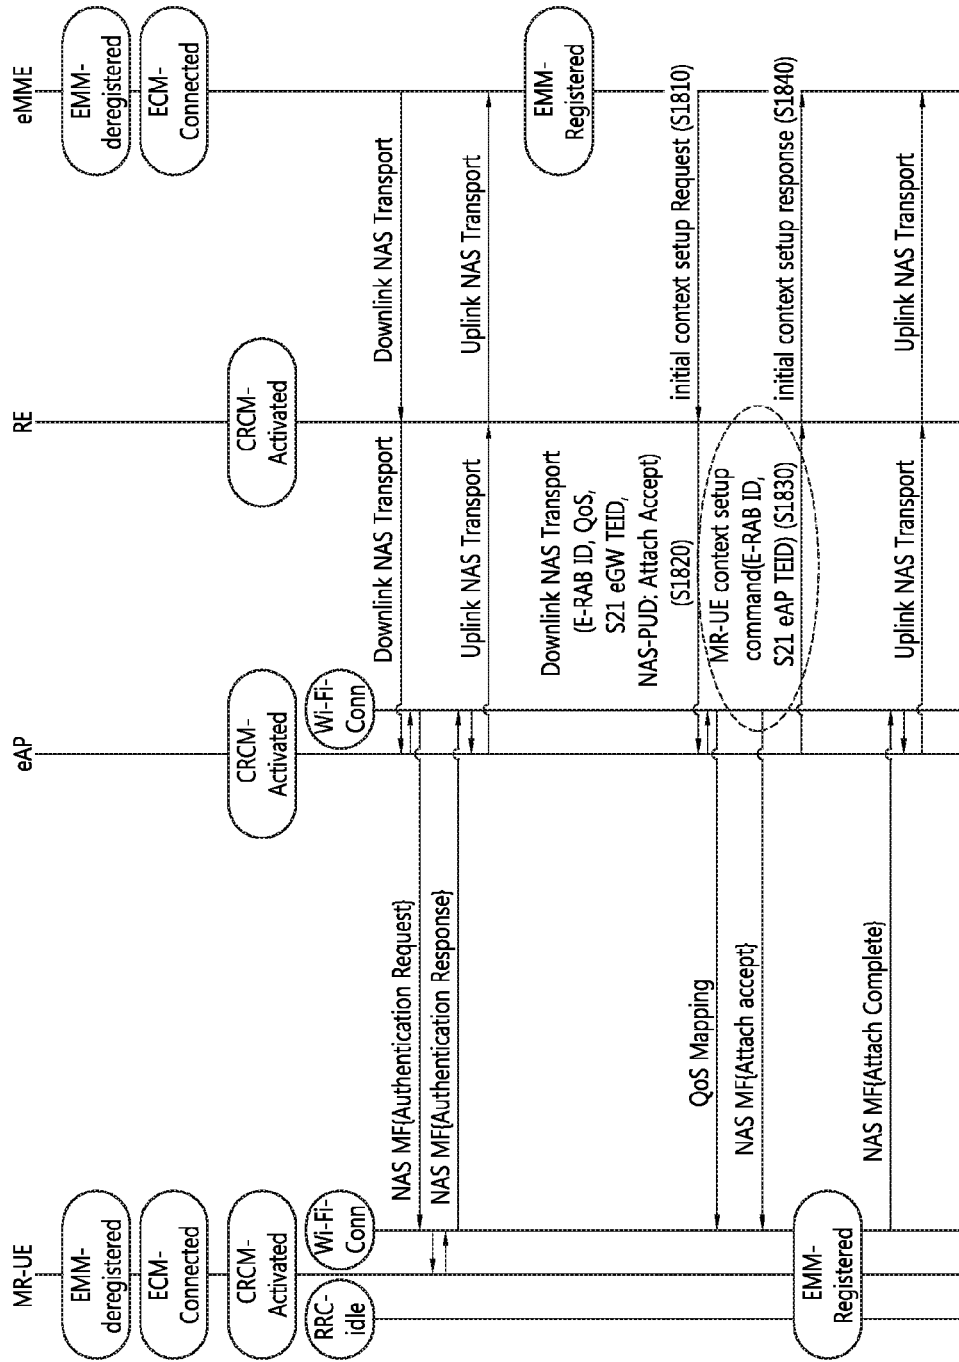 MR-UE
eAP
RE
eMME
EMM-
deregistered
EMM-
deregistered
ECM-
Connected
ECM-
Connected
CRCM-
Activated
CRCM-
Activated
CRCM-
Activated
RRC-
idle
Wi-Fi-
Conn
Wi-Fi-
Conn
Downlink NAS Transport
Downlink NAS Transport
NAS MF{Authentication Request}
NAS MF{Authentication Response}
Uplink NAS Transport
Uplink NAS Transport
EMM-
Registered
Downlink NAS Transport
(E-RAB ID, QoS,
S21 eGW TEID,
NAS-PUD: Attach Accept)
(S1820)
initial context setup Request (S1810)
QoS Mapping
MR-UE context setup
command(E-RAB ID,
S21 eAP TEID) (S1830)
NAS MF{Attach accept}
initial context setup response (S1840)
EMM-
Registered
NAS MF{Attach Complete}
Uplink NAS Transport
Uplink NAS Transport